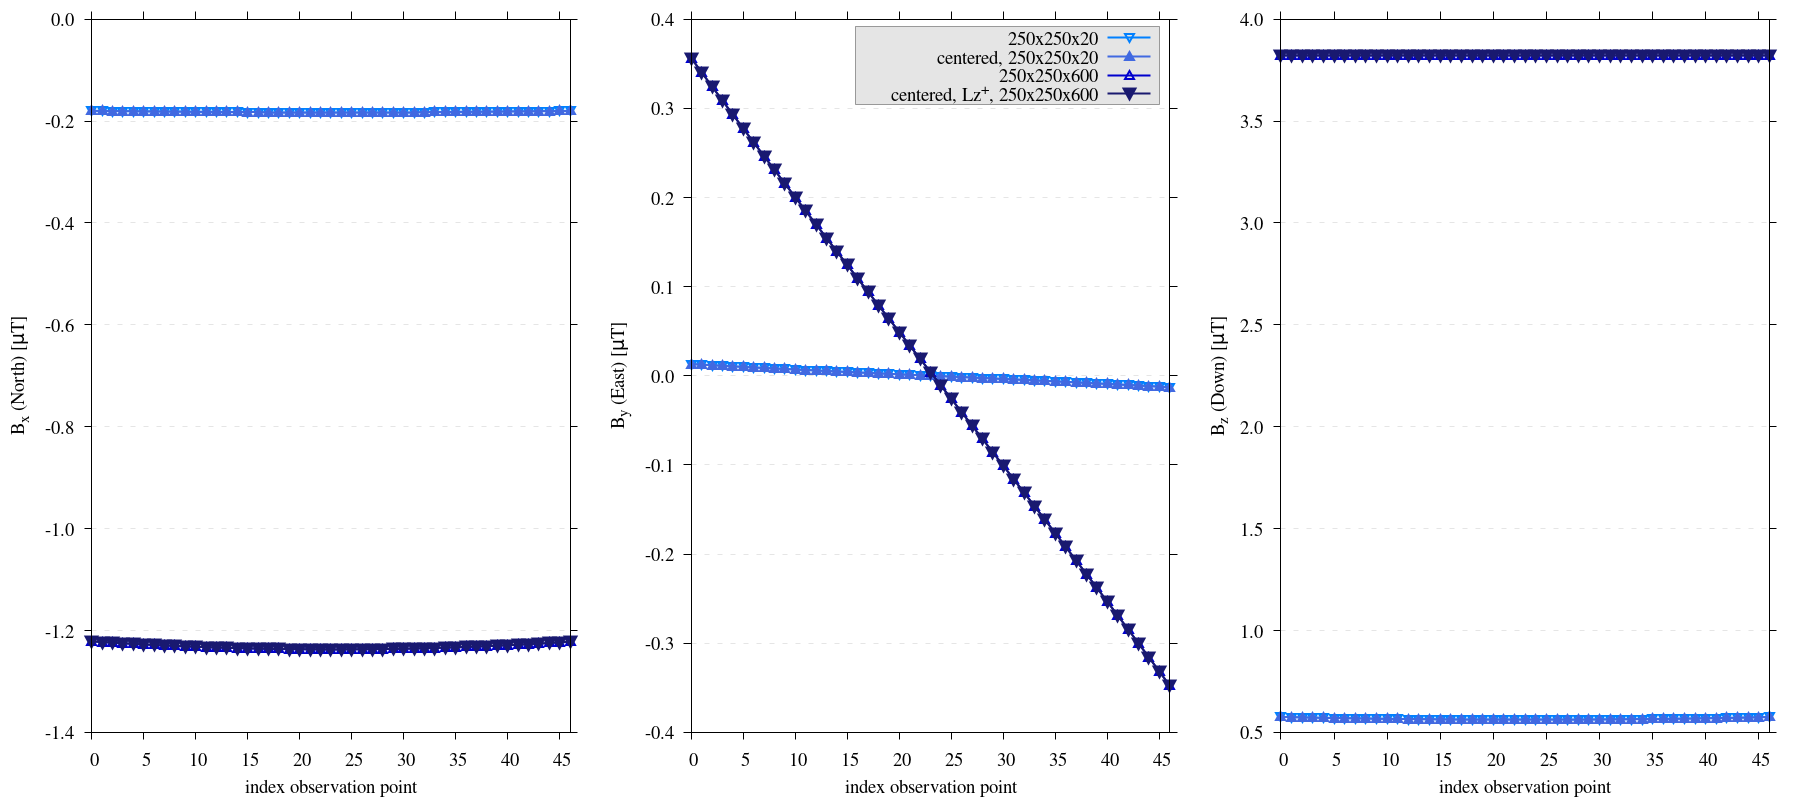 0.0
-0.2
-0.4
-0.6
-0.8
-1.0
-1.2
-1.4
0 5 10 15 20 25 30 35 40 45
index observation point
Bx (North) [µT]
0.4
0.3
0.2
0.1
0.0
-0.1
-0.2
-0.3
-0.4
0 5 10 15 20 25 30 35 40 45
index observation point
By (East) [µT]
250x250x20
centered, 250x250x20
250x250x600
centered, Lz⁺, 250x250x600
4.0
3.5
3.0
2.5
2.0
1.5
1.0
0.5
0 5 10 15 20 25 30 35 40 45
index observation point
Bz (Down) [µT]